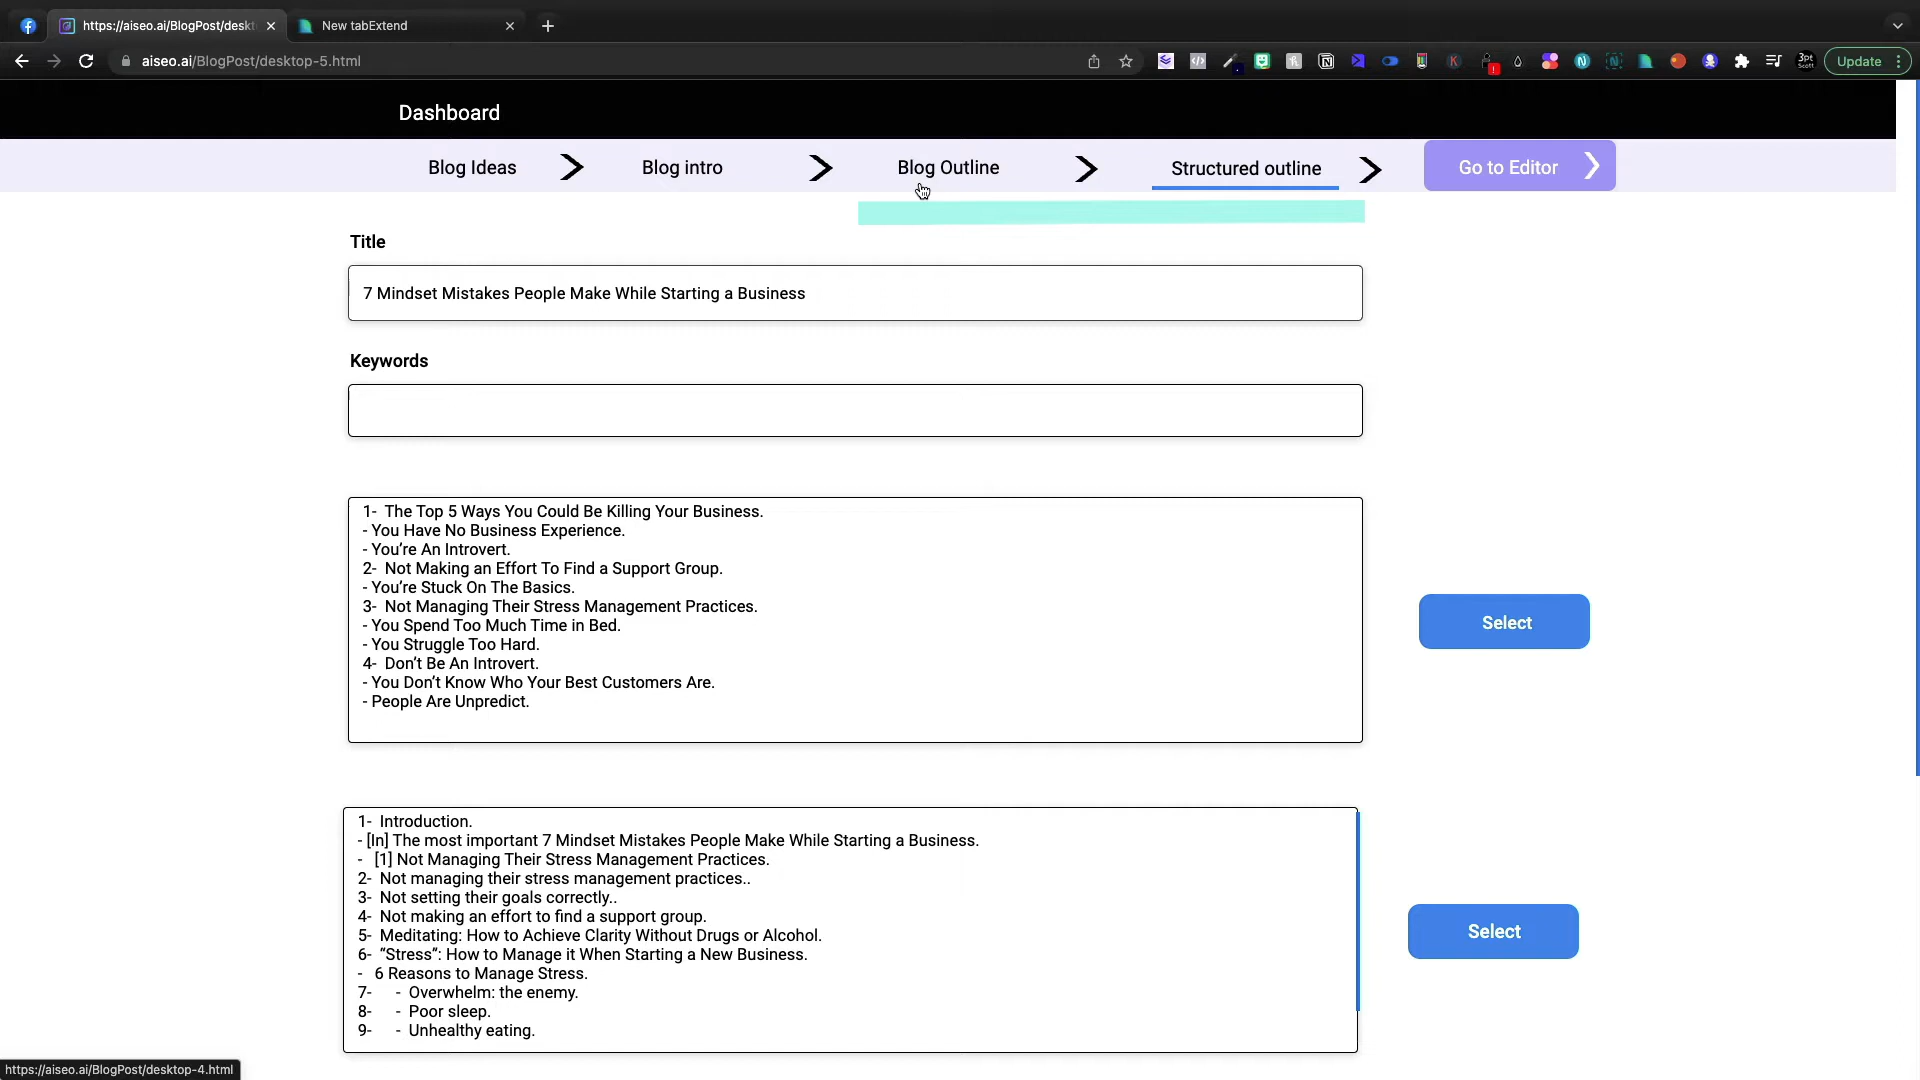 https://aiseo.ai/BlogPost/deskt
New tabExtend
aiseo.ai/BlogPost/desktop-5.html
3pt
Update
Dashboard
Blog Ideas
Blog intro
Blog Outline
Structured outline
Go to Editor
Title
7 Mindset Mistakes People Make While Starting a Business
Keywords
1- The Top 5 Ways You Could Be Killing Your Business.
- You Have No Business Experience.
- You’re An Introvert.
2- Not Making an Effort To Find a Support Group.
- You’re Stuck On The Basics.
3- Not Managing Their Stress Management Practices.
- You Spend Too Much Time in Bed.
- You Struggle Too Hard.
4- Don’t Be An Introvert.
- You Don’t Know Who Your Best Customers Are.
- People Are Unpredict.
Select
1- Introduction.
- [In] The most important 7 Mindset Mistakes People Make While Starting a Business.
- [1] Not Managing Their Stress Management Practices.
2- Not managing their stress management practices..
3- Not setting their goals correctly..
4- Not making an effort to find a support group.
5- Meditating: How to Achieve Clarity Without Drugs or Alcohol.
6- “Stress”: How to Manage it When Starting a New Business.
- 6 Reasons to Manage Stress.
7- - Overwhelm: the enemy.
8- - Poor sleep.
9- - Unhealthy eating.
Select
https://aiseo.ai/BlogPost/desktop-4.html